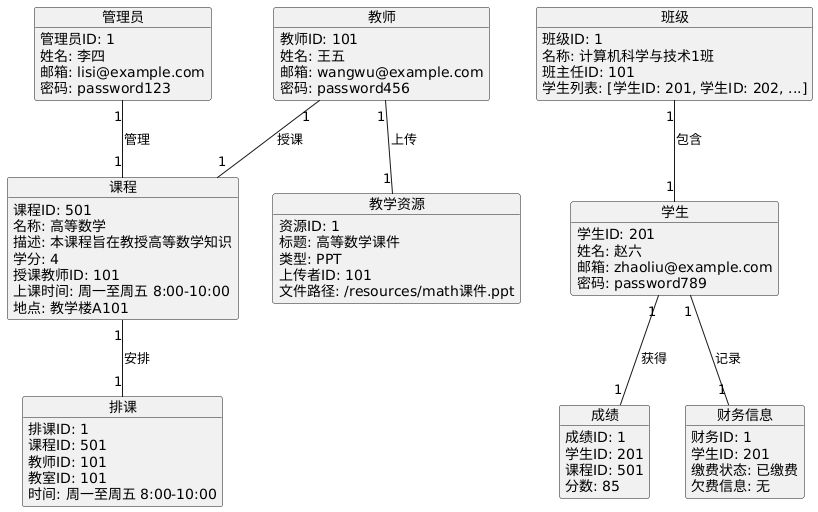 管理员
管理员ID: 1
姓名: 李四
邮箱: lisi@example.com
密码: password123
教师
教师ID: 101
姓名: 王五
邮箱: wangwu@example.com
密码: password456
班级
班级ID: 1
名称: 计算机科学与技术1班
班主任ID: 101
学生列表: [学生ID: 201, 学生ID: 202, ...]
1
管理
1
1
授课
1
1
上传
1
1
包含
1
课程
课程ID: 501
名称: 高等数学
描述: 本课程旨在教授高等数学知识
学分: 4
授课教师ID: 101
上课时间: 周一至周五 8:00-10:00
地点: 教学楼A101
教学资源
资源ID: 1
标题: 高等数学课件
类型: PPT
上传者ID: 101
文件路径: /resources/math课件.ppt
学生
学生ID: 201
姓名: 赵六
邮箱: zhaoliu@example.com
密码: password789
1
安排
1
1
获得
1
1
记录
1
排课
排课ID: 1
课程ID: 501
教师ID: 101
教室ID: 101
时间: 周一至周五 8:00-10:00
成绩
成绩ID: 1
学生ID: 201
课程ID: 501
分数: 85
财务信息
财务ID: 1
学生ID: 201
缴费状态: 已缴费
欠费信息: 无